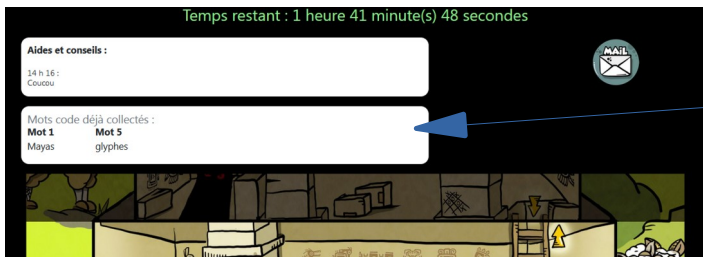 Temps restant : 1 heure 41 minute(s) 48 secondes
Aides et conseils :
MAIL
14 h 16 :
Coucou
Mots code déjà collectés :
Mot 1 Mot 5
Mayas glyphes